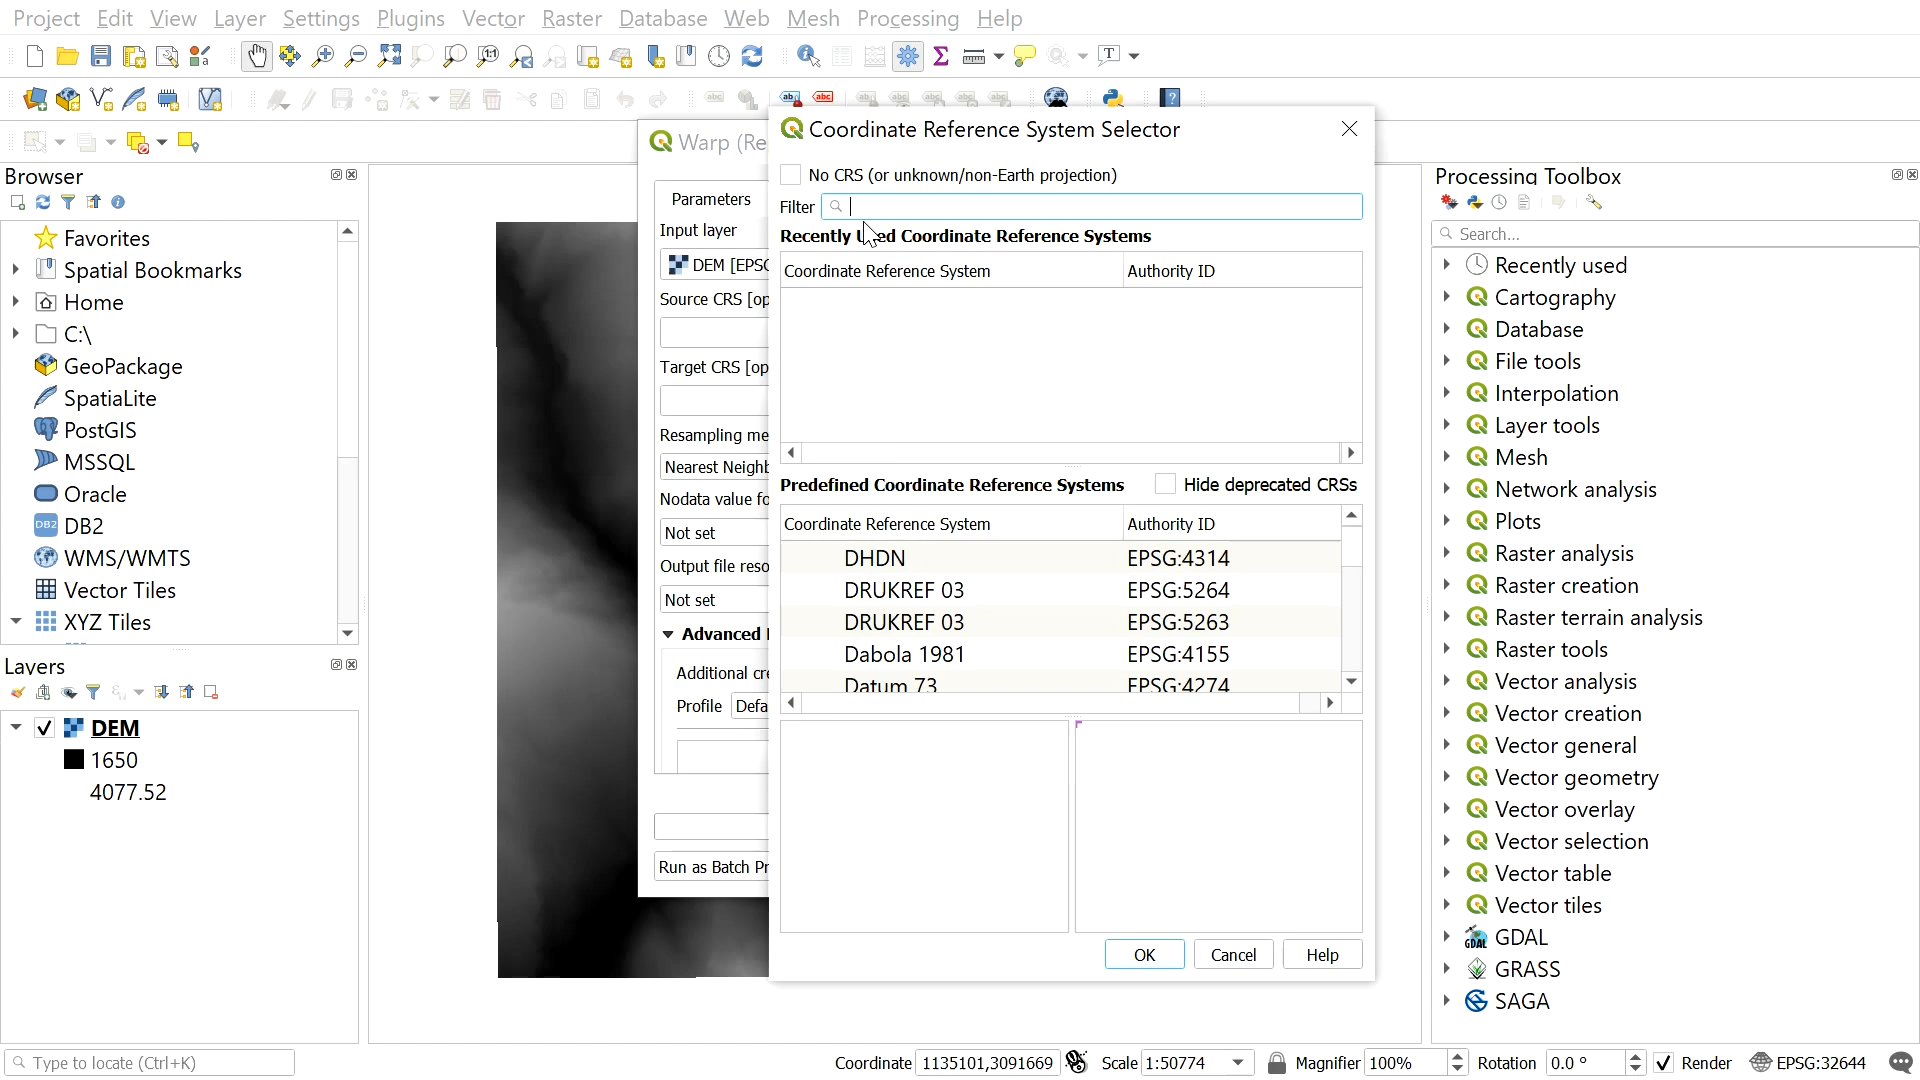 Project Edit View Layer Settings Plugins Vector Raster Database Web Mesh Processing Help
Browser
Favorites
Spatial Bookmarks
Home
C:\
GeoPackage
SpatiaLite
PostGIS
MSSQL
Oracle
DB2
WMS/WMTS
Vector Tiles
XYZ Tiles
Layers
DEM
1650
4077.52
Warp (Re
Parameters
Input layer
DEM [EPSG
Source CRS [op
Target CRS [op
Resampling me
Nearest Neighb
Nodata value fo
Not set
Output file reso
Not set
Advanced
Additional cre
Profile Defa
Run as Batch Pr
Coordinate Reference System Selector
No CRS (or unknown/non-Earth projection)
Filter
Recently Used Coordinate Reference Systems
Coordinate Reference System Authority ID
Predefined Coordinate Reference Systems Hide deprecated CRSs
Coordinate Reference System Authority ID
DHDN EPSG:4314
DRUKREF 03 EPSG:5264
DRUKREF 03 EPSG:5263
Dabola 1981 EPSG:4155
Datum 73 EPSG:4274
OK Cancel Help
Processing Toolbox
Search...
Recently used
Cartography
Database
File tools
Interpolation
Layer tools
Mesh
Network analysis
Plots
Raster analysis
Raster creation
Raster terrain analysis
Raster tools
Vector analysis
Vector creation
Vector general
Vector geometry
Vector overlay
Vector selection
Vector table
Vector tiles
GDAL
GRASS
SAGA
Type to locate (Ctrl+K) Coordinate 1135101,3091669 Scale 1:50774 Magnifier 100% Rotation 0.0 ° Render EPSG:32644